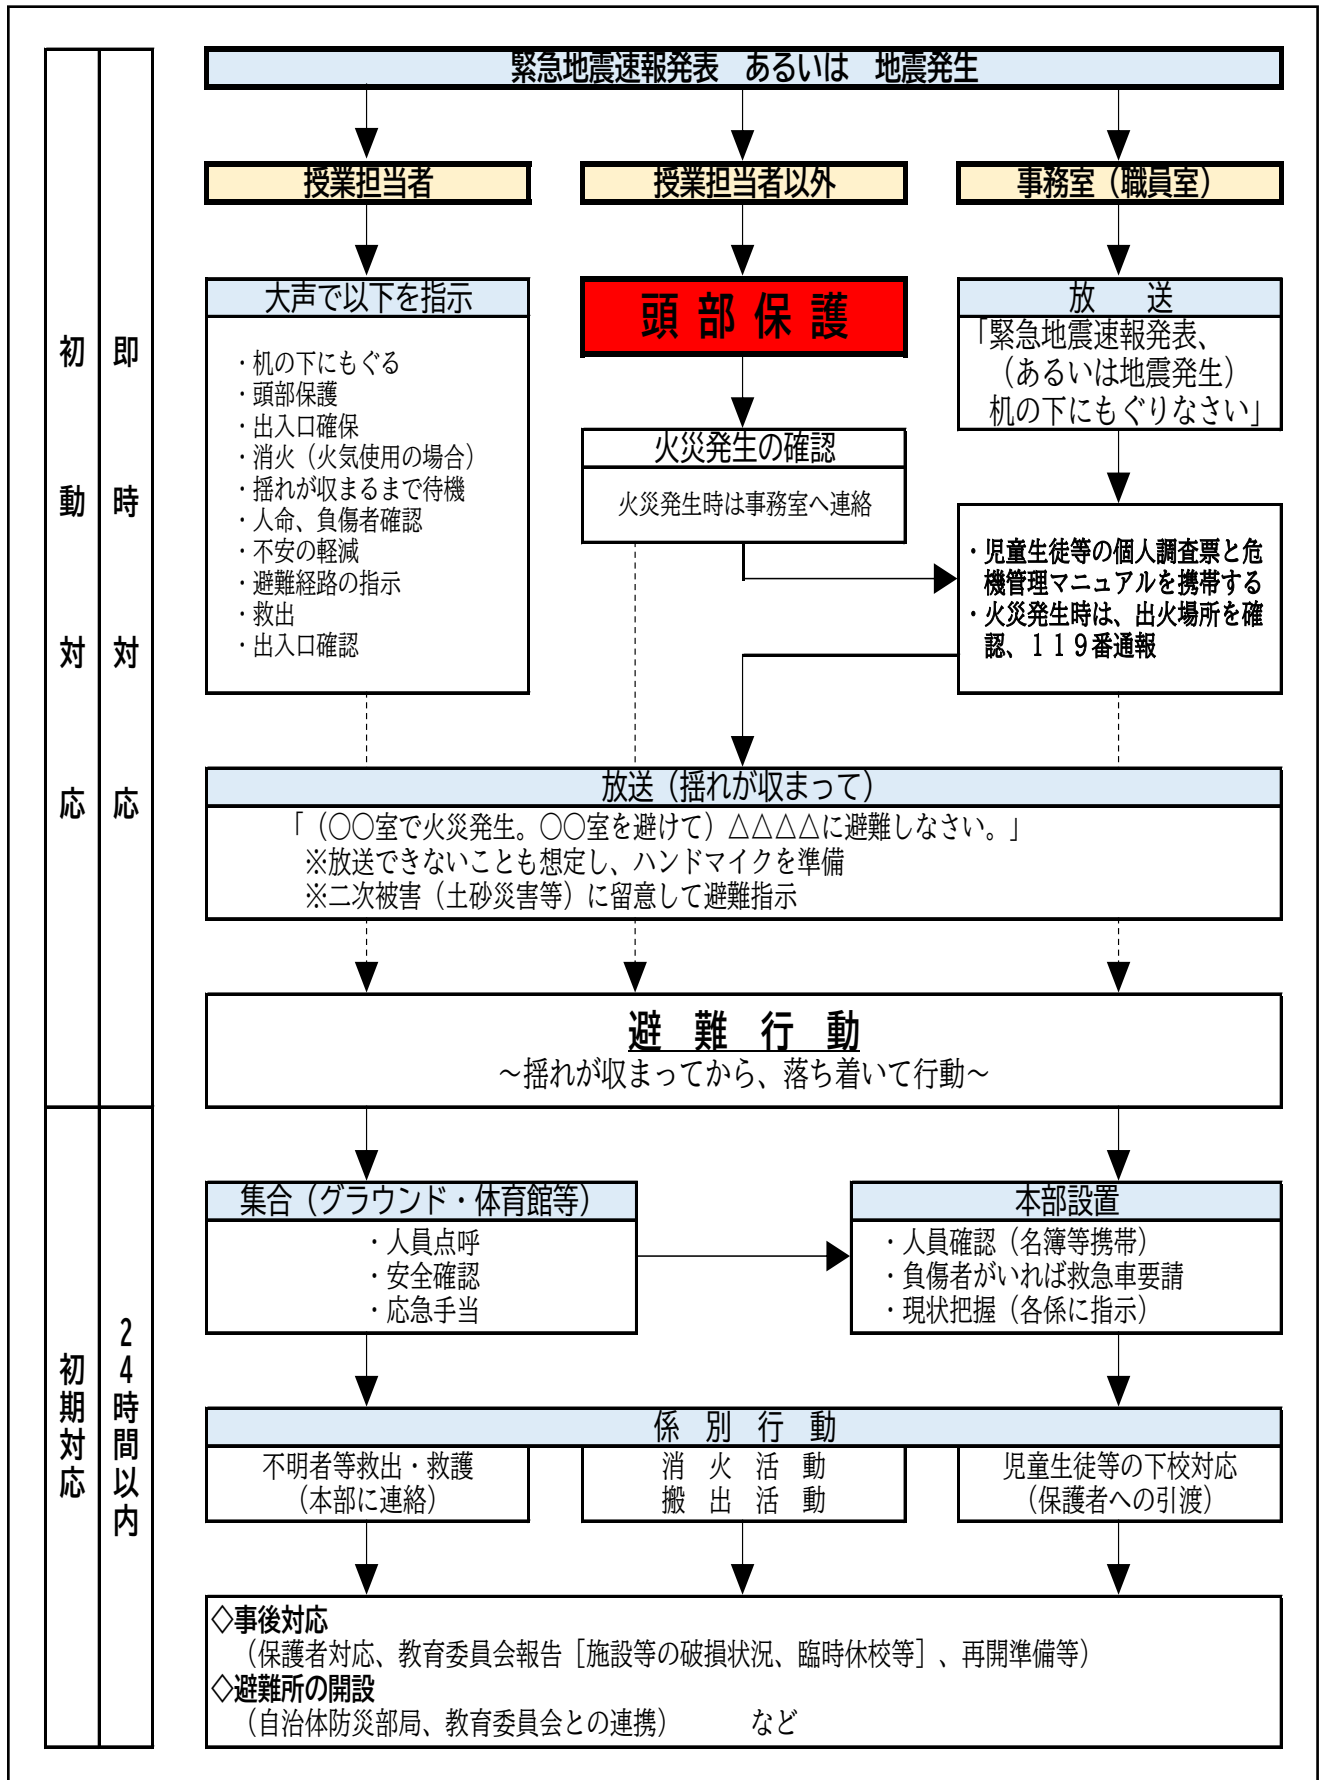 緊急地震速報発表　あるいは　地震発生
授業担当者
授業担当者以外
事務室（職員室）
大声で以下を指示
・机の下にもぐる
・頭部保護
・出入口確保
・消火（火気使用の場合）
・揺れが収まるまで待機
・人命、負傷者確認
・不安の軽減
・避難経路の指示
・救出
・出入口確認
頭部保護
火災発生の確認
火災発生時は事務室へ連絡
放　送
「緊急地震速報発表、
（あるいは地震発生）
机の下にもぐりなさい」
・児童生徒等の個人調査票と危
機管理マニュアルを携帯する
・火災発生時は、出火場所を確
認、１１９番通報
放送（揺れが収まって）
「（〇〇室で火災発生。〇〇室を避けて）△△△△に避難しなさい。」
※放送できないことも想定し、ハンドマイクを準備
※二次被害（土砂災害等）に留意して避難指示
避　難　行　動
～揺れが収まってから、落ち着いて行動～
初動対応
即時対応
集合（グラウンド・体育館等）
・人員点呼
・安全確認
・応急手当
本部設置
・人員確認（名簿等携帯）
・負傷者がいれば救急車要請
・現状把握（各係に指示）
係　別　行　動
不明者等救出・救護
（本部に連絡）
消　火　活　動
搬　出　活　動
児童生徒等の下校対応
（保護者への引渡）
◇事後対応
（保護者対応、教育委員会報告［施設等の破損状況、臨時休校等］、再開準備等）
◇避難所の開設
（自治体防災部局、教育委員会との連携）　　　など
初期対応
24時間以内